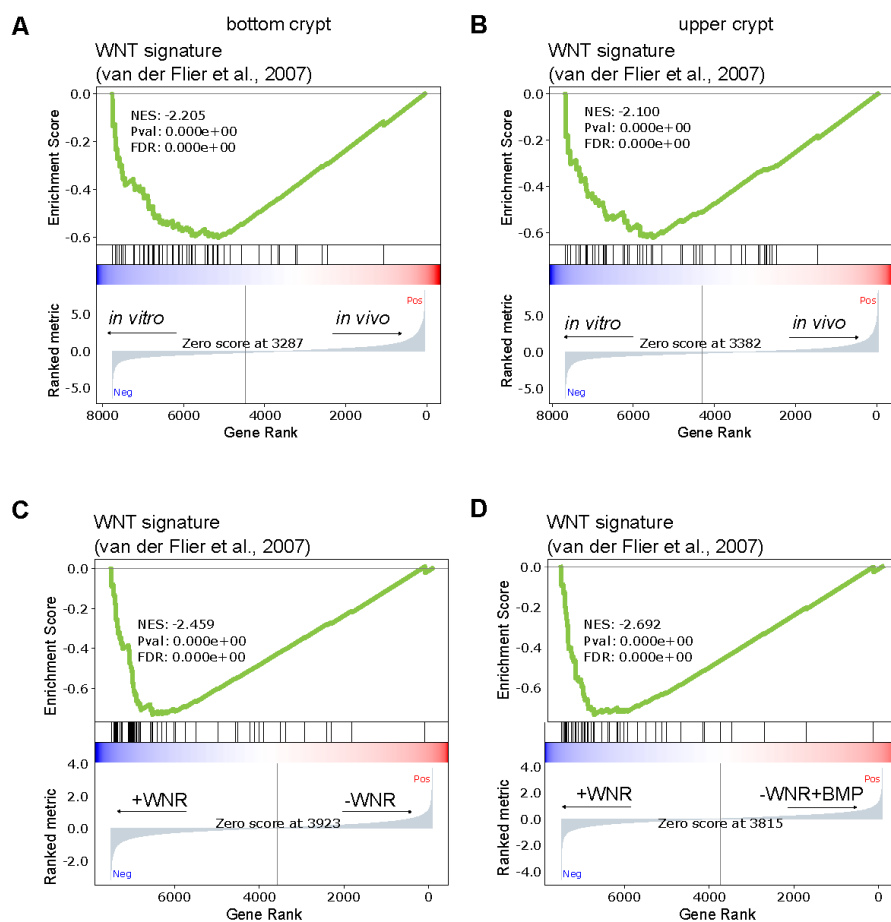 A
bottom crypt
WNT signature
(van der Flier et al., 2007)
0.0
-0.2
-0.4
-0.6
Enrichment Score
NES: -2.205
Pval: 0.000e+00
FDR: 0.000e+00
5.0
0.0
-5.0
Ranked metric
Pos
in vitro
in vivo
Zero score at 3287
Neg
8000 6000 4000 2000 0
Gene Rank
B
upper crypt
WNT signature
(van der Flier et al., 2007)
0.0
-0.2
-0.4
-0.6
Enrichment Score
NES: -2.100
Pval: 0.000e+00
FDR: 0.000e+00
5.0
0.0
-5.0
Ranked metric
Pos
in vitro
in vivo
Zero score at 3382
Neg
8000 6000 4000 2000 0
Gene Rank
C
WNT signature
(van der Flier et al., 2007)
0.0
-0.2
-0.4
-0.6
Enrichment Score
NES: -2.459
Pval: 0.000e+00
FDR: 0.000e+00
4.0
2.0
0.0
-2.0
Ranked metric
Pos
+WNR
-WNR
Zero score at 3923
Neg
6000 4000 2000 0
Gene Rank
D
WNT signature
(van der Flier et al., 2007)
0.0
-0.2
-0.4
-0.6
Enrichment Score
NES: -2.692
Pval: 0.000e+00
FDR: 0.000e+00
4.0
2.0
0.0
-2.0
-4.0
Ranked metric
Pos
+WNR
-WNR+BMP
Zero score at 3815
Neg
6000 4000 2000 0
Gene Rank